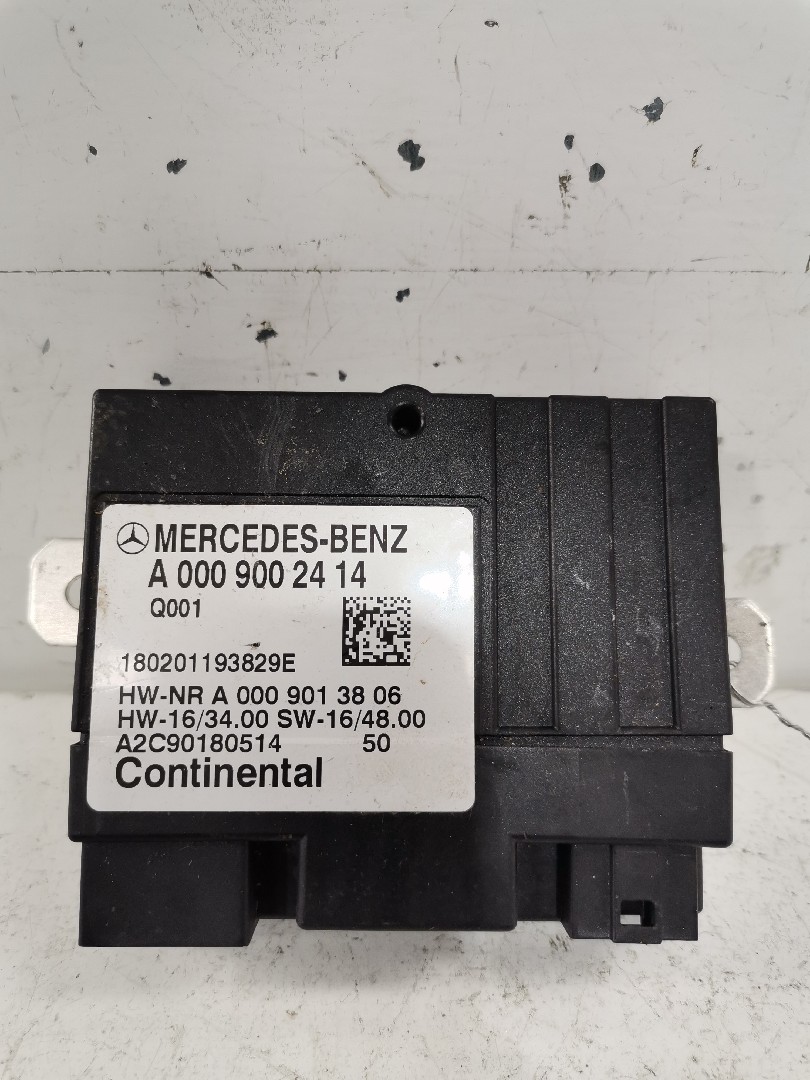 MERCEDES-BENZ
A 000 900 24 14
Q001
180201193829E
HW-NR A 000 901 38 06
HW-16/34.00 SW-16/48.00
A2C90180514 50
Continental